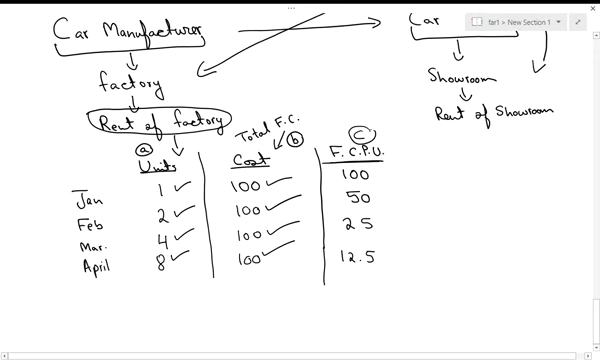 far1 > New Section 1
Car Manufacturer
Car
factory
Showroom
Rent of factory
Rent of Showroom
Total F.C.
a b C
Units Cost F.C.P.U.
Jan 1 100 100
Feb 2 100 50
Mar. 4 100 25
April 8 100 12.5